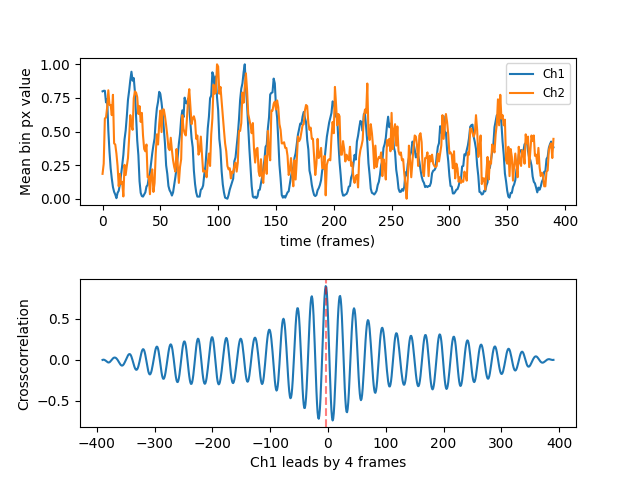 Mean bin px value
1.00
0.75
0.50
0.25
0.00
Ch1
Ch2
0 50 100 150 200 250 300 350 400
time (frames)
Crosscorrelation
0.5
0.0
−0.5
−400 −300 −200 −100 0 100 200 300 400
Ch1 leads by 4 frames